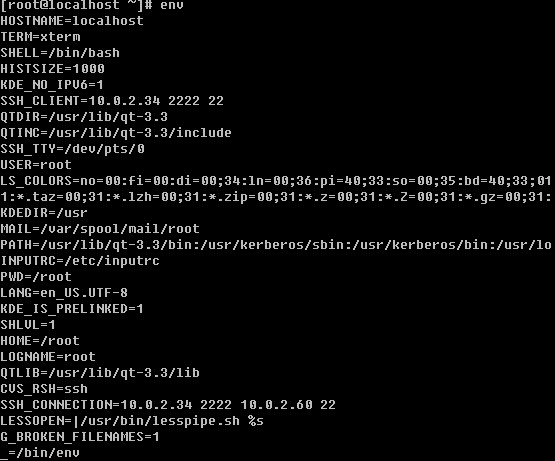 [root@localhost ~]# env
HOSTNAME=localhost
TERM=xterm
SHELL=/bin/bash
HISTSIZE=1000
KDE_NO_IPV6=1
SSH_CLIENT=10.0.2.34 2222 22
QTDIR=/usr/lib/qt-3.3
QTINC=/usr/lib/qt-3.3/include
SSH_TTY=/dev/pts/0
USER=root
LS_COLORS=no=00:fi=00:di=00;34:ln=00;36:pi=40;33:so=00;35:bd=40;33;01
1:*.taz=00;31:*.lzh=00;31:*.zip=00;31:*.z=00;31:*.Z=00;31:*.gz=00;31:
KDEDIR=/usr
MAIL=/var/spool/mail/root
PATH=/usr/lib/qt-3.3/bin:/usr/kerberos/sbin:/usr/kerberos/bin:/usr/lo
INPUTRC=/etc/inputrc
PWD=/root
LANG=en_US.UTF-8
KDE_IS_PRELINKED=1
SHLVL=1
HOME=/root
LOGNAME=root
QTLIB=/usr/lib/qt-3.3/lib
CVS_RSH=ssh
SSH_CONNECTION=10.0.2.34 2222 10.0.2.60 22
LESSOPEN=|/usr/bin/lesspipe.sh %s
G_BROKEN_FILENAMES=1
_=/bin/env